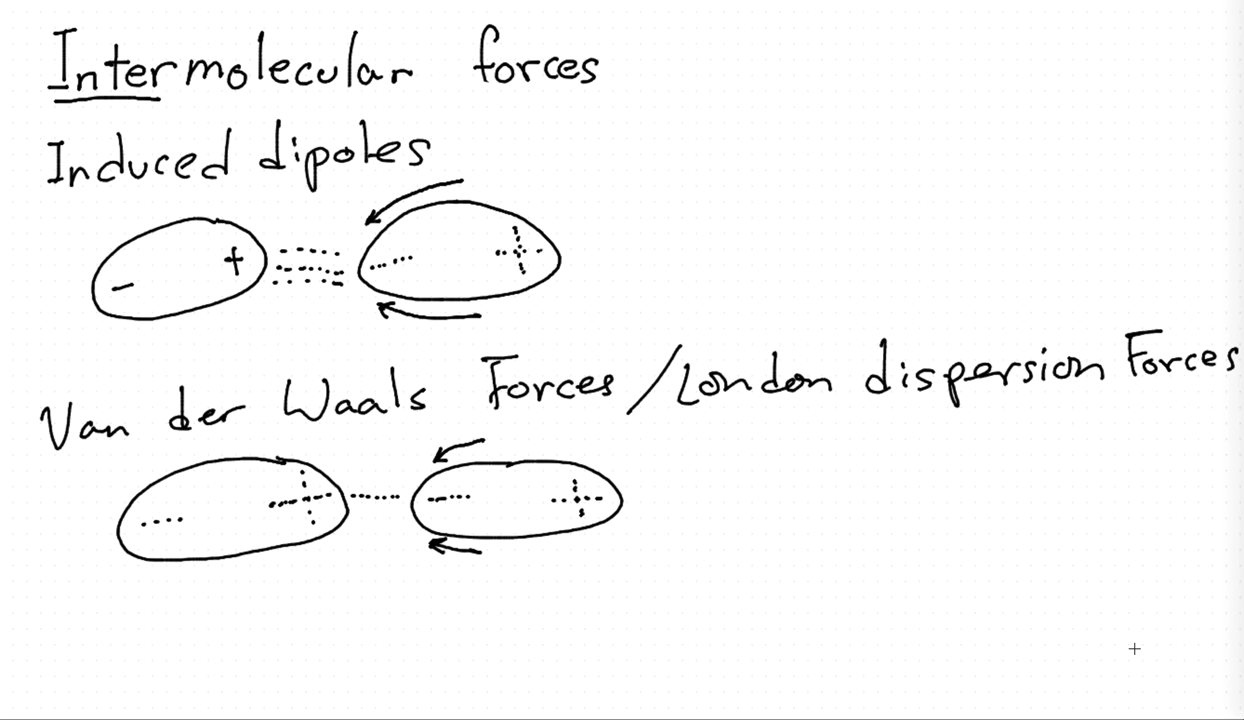 Intermolecular forces
Induced dipoles
- +
- +
Van der Waals Forces / London dispersion Forces
- +
- +